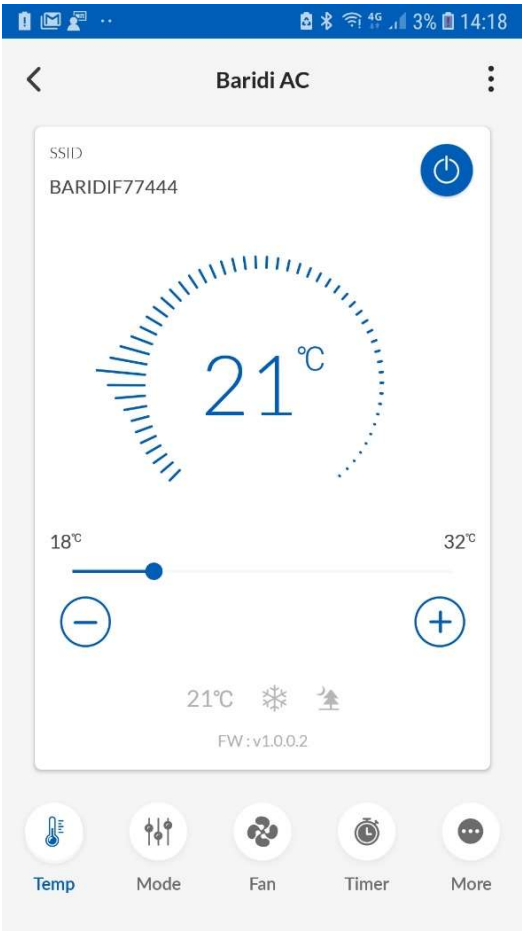 4G 3% 14:18
Baridi AC
SSID
BARIDIF77444
21℃
18℃ 32℃
21℃
FW : v1.0.0.2
Temp Mode Fan Timer More